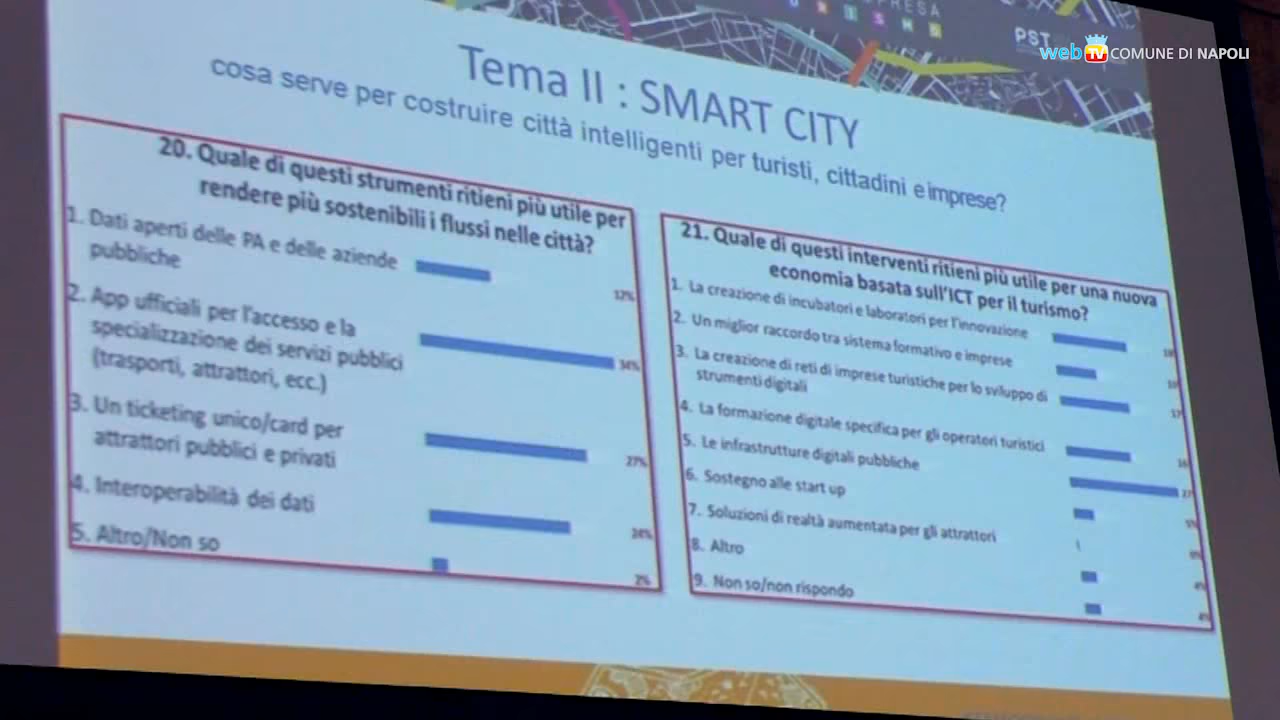 PST
web TV COMUNE DI NAPOLI
Tema II : SMART CITY
cosa serve per costruire città intelligenti per turisti, cittadini e imprese?
20. Quale di questi strumenti ritieni più utile per
rendere più sostenibili i flussi nelle città?
1. Dati aperti delle PA e delle aziende
pubbliche
12%
2. App ufficiali per l'accesso e la
specializzazione dei servizi pubblici
(trasporti, attrattori, ecc.)
34%
3. Un ticketing unico/card per
attrattori pubblici e privati
27%
4. Interoperabilità dei dati
24%
5. Altro/Non so
2%
21. Quale di questi interventi ritieni più utile per una nuova
economia basata sull'ICT per il turismo?
1. La creazione di incubatori e laboratori per l'innovazione
2. Un miglior raccordo tra sistema formativo e imprese
3. La creazione di reti di imprese turistiche per lo sviluppo di
strumenti digitali
4. La formazione digitale specifica per gli operatori turistici
5. Le infrastrutture digitali pubbliche
6. Sostegno alle start up
7. Soluzioni di realtà aumentata per gli attrattori
8. Altro
9. Non so/non rispondo